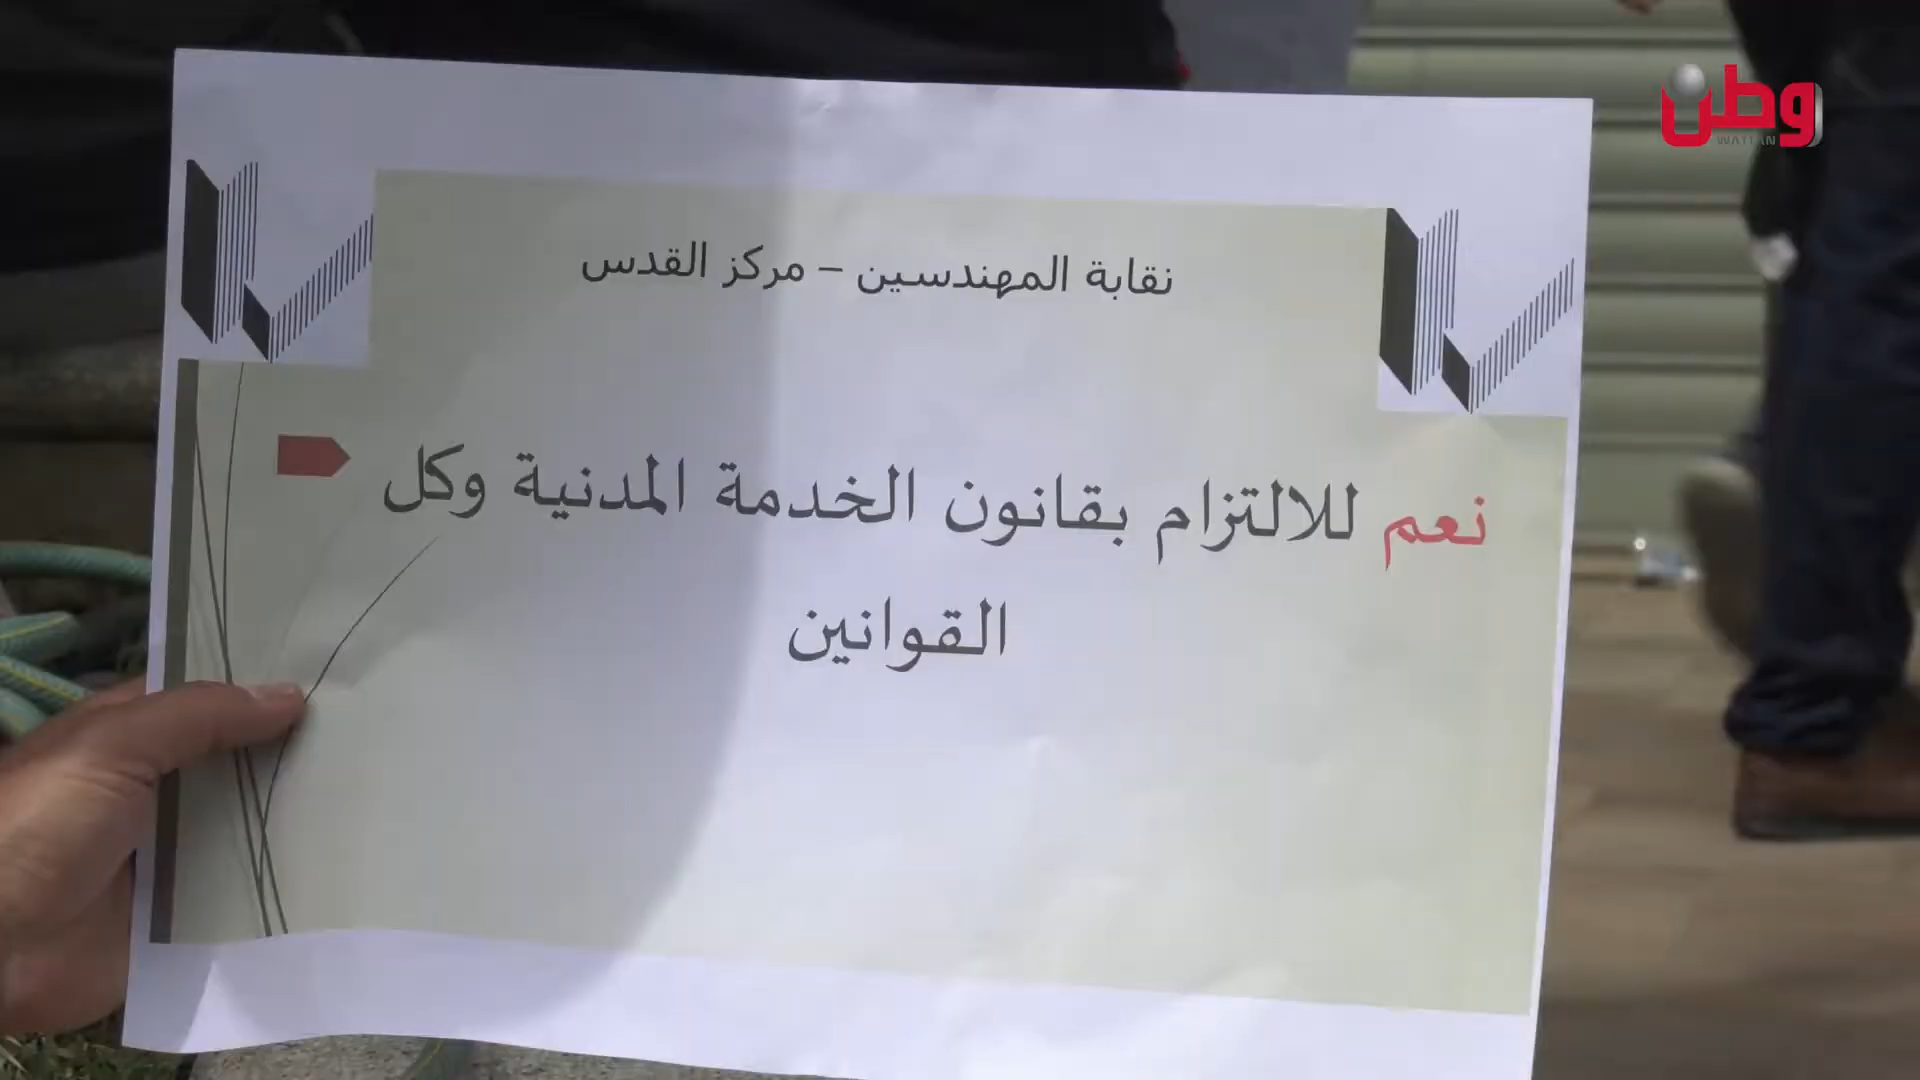 وطن
WATTAN
نقابة المهندسين – مركز القدس
نعم للالتزام بقانون الخدمة المدنية وكل
القوانين